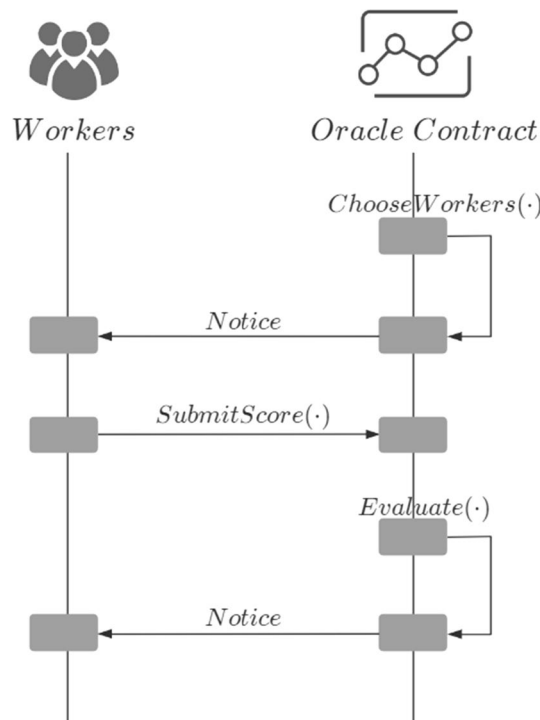 Workers
Oracle Contract
ChooseWorkers(·)
Notice
SubmitScore(·)
Evaluate(·)
Notice